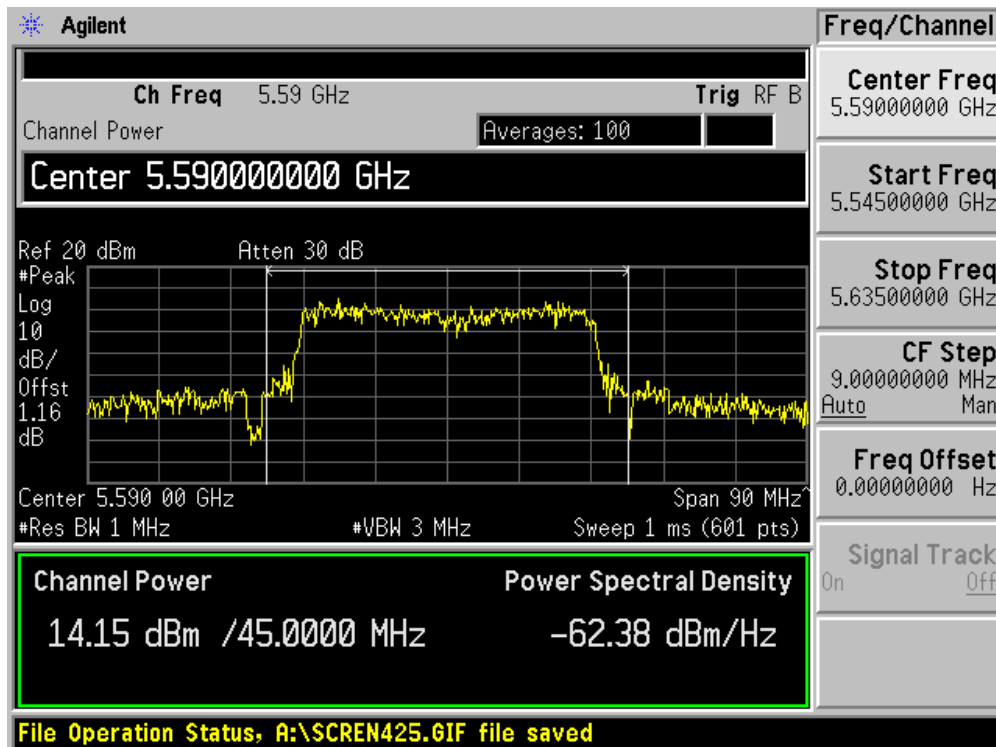 Agilent
Freq/Channel
Ch Freq 5.59 GHz Trig RF B
Channel Power Averages: 100
Center 5.590000000 GHz
Ref 20 dBm Atten 30 dB
#Peak
Log
10
dB/
Offst
1.16
dB
Center 5.590 00 GHz Span 90 MHz^
#Res BW 1 MHz #VBW 3 MHz Sweep 1 ms (601 pts)
Channel Power Power Spectral Density
14.15 dBm /45.0000 MHz -62.38 dBm/Hz
Center Freq
5.59000000 GHz
Start Freq
5.54500000 GHz
Stop Freq
5.63500000 GHz
CF Step
9.00000000 MHz
Auto Man
Freq Offset
0.00000000 Hz
Signal Track
On Off
File Operation Status, A:\SCREN425.GIF file saved